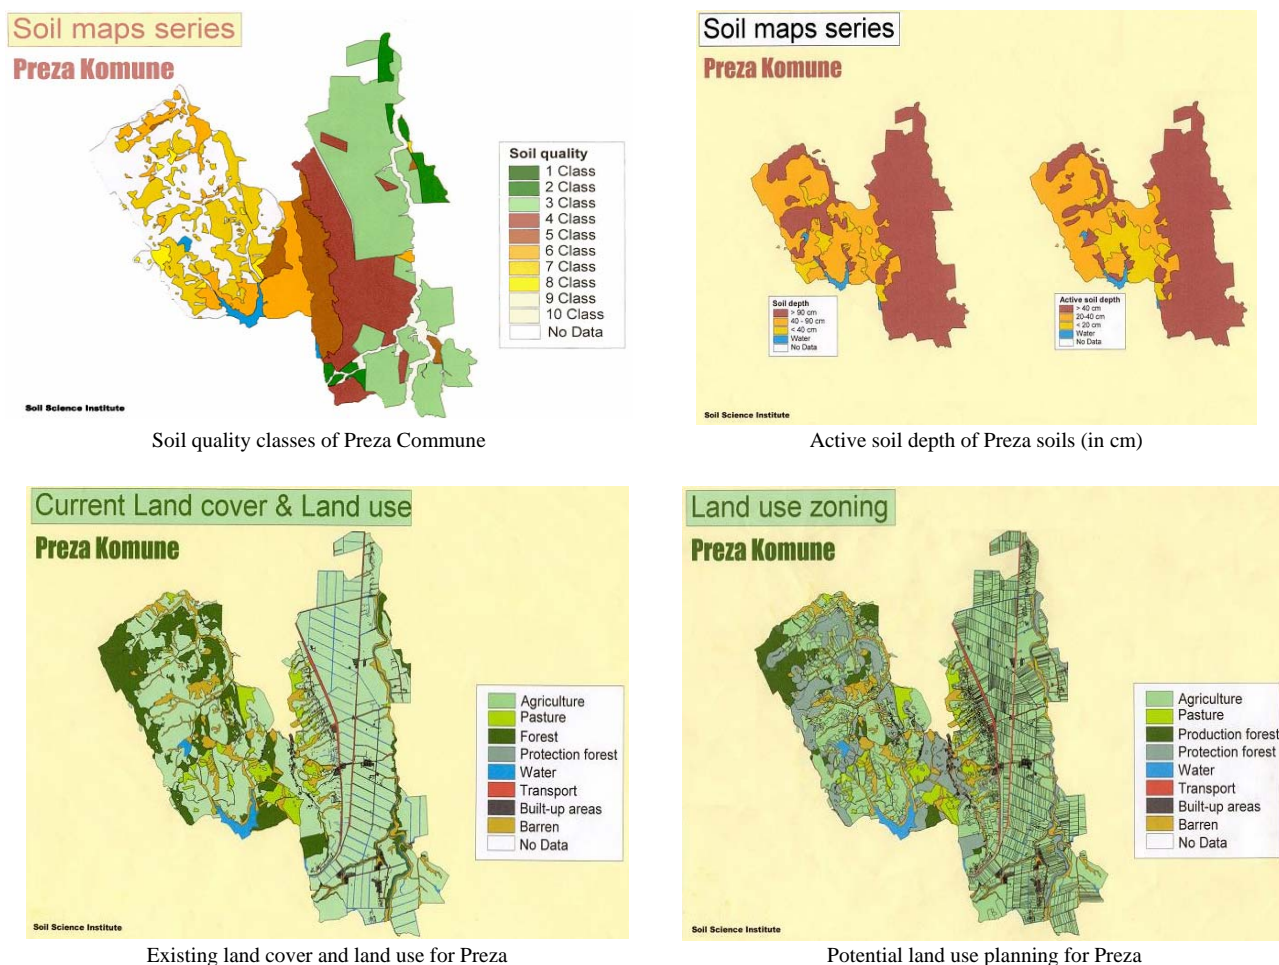 Soil maps series
Preza Komune
Soil quality
1 Class
2 Class
3 Class
4 Class
5 Class
6 Class
7 Class
8 Class
9 Class
10 Class
No Data
Soil Science Institute
Soil quality classes of Preza Commune
Soil maps series
Preza Komune
Soil depth
> 90 cm
40 - 90 cm
< 40 cm
Water
No Data
Active soil depth
> 40 cm
20-40 cm
< 20 cm
Water
No Data
Soil Science Institute
Active soil depth of Preza soils (in cm)
Current Land cover & Land use
Preza Komune
Agriculture
Pasture
Forest
Protection forest
Water
Transport
Built-up areas
Barren
No Data
Soil Science Institute
Existing land cover and land use for Preza
Land use zoning
Preza Komune
Agriculture
Pasture
Production forest
Protection forest
Water
Transport
Built-up areas
Barren
No Data
Soil Science Institute
Potential land use planning for Preza